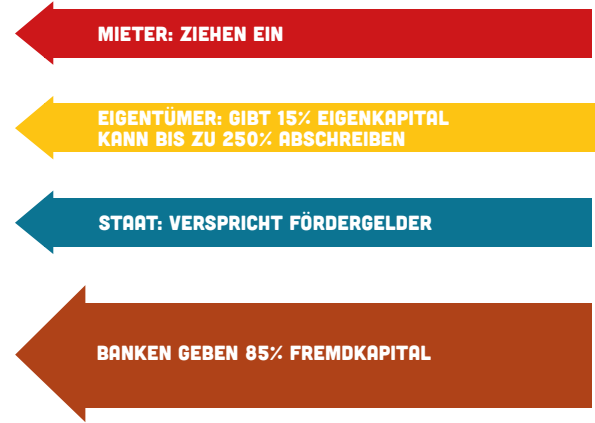 MIETER: ZIEHEN EIN
EIGENTÜMER: GIBT 15% EIGENKAPITAL
KANN BIS ZU 250% ABSCHREIBEN
STAAT: VERSPRICHT FÖRDERGELDER
BANKEN GEBEN 85% FREMDKAPITAL